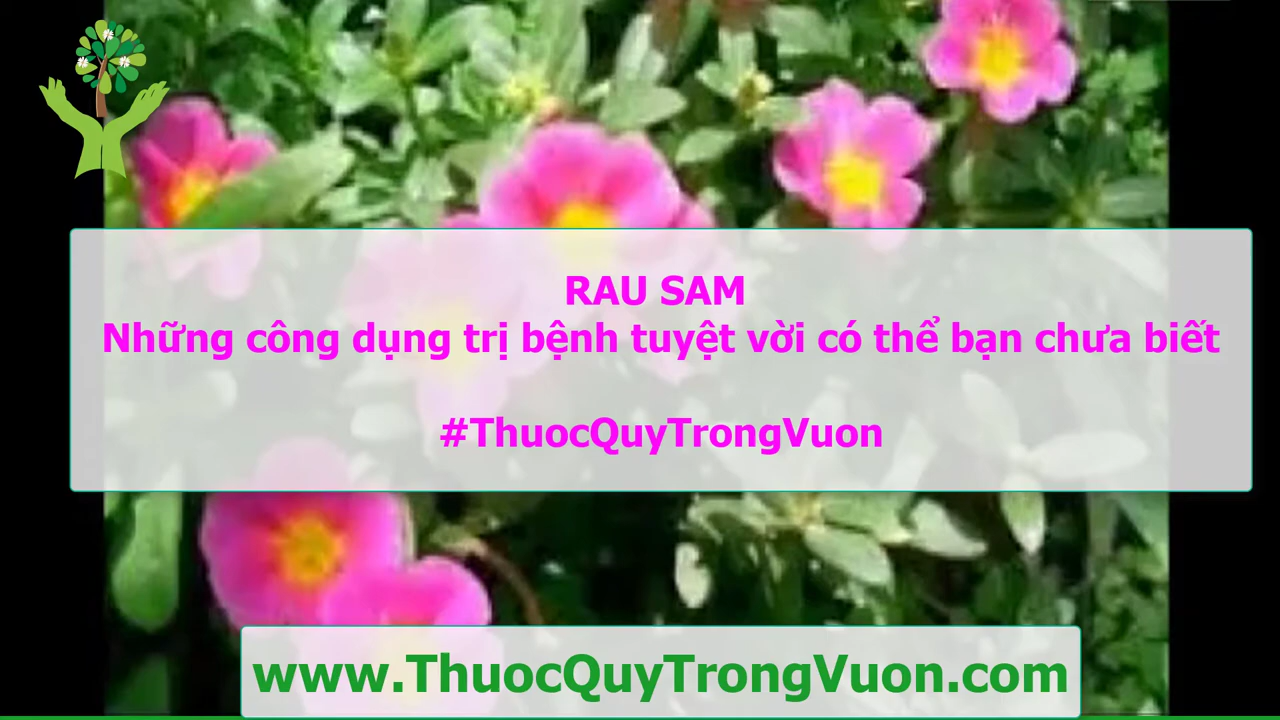 RAU SAM
Những công dụng trị bệnh tuyệt vời có thể bạn chưa biết
#ThuocQuyTrongVuon
www.ThuocQuyTrongVuon.com